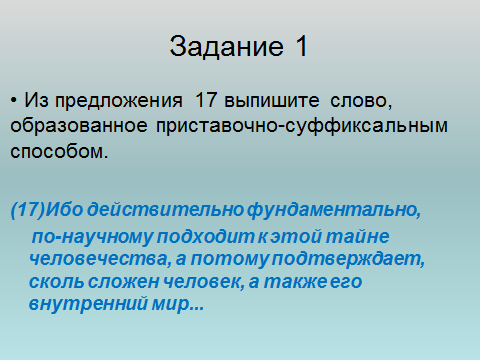 Задание 1
• Из предложения 17 выпишите слово,
образованное приставочно-суффиксальным
способом.
(17)Ибо действительно фундаментально,
по-научному подходит к этой тайне
человечества, а потому подтверждает,
сколь сложен человек, а также его
внутренний мир...